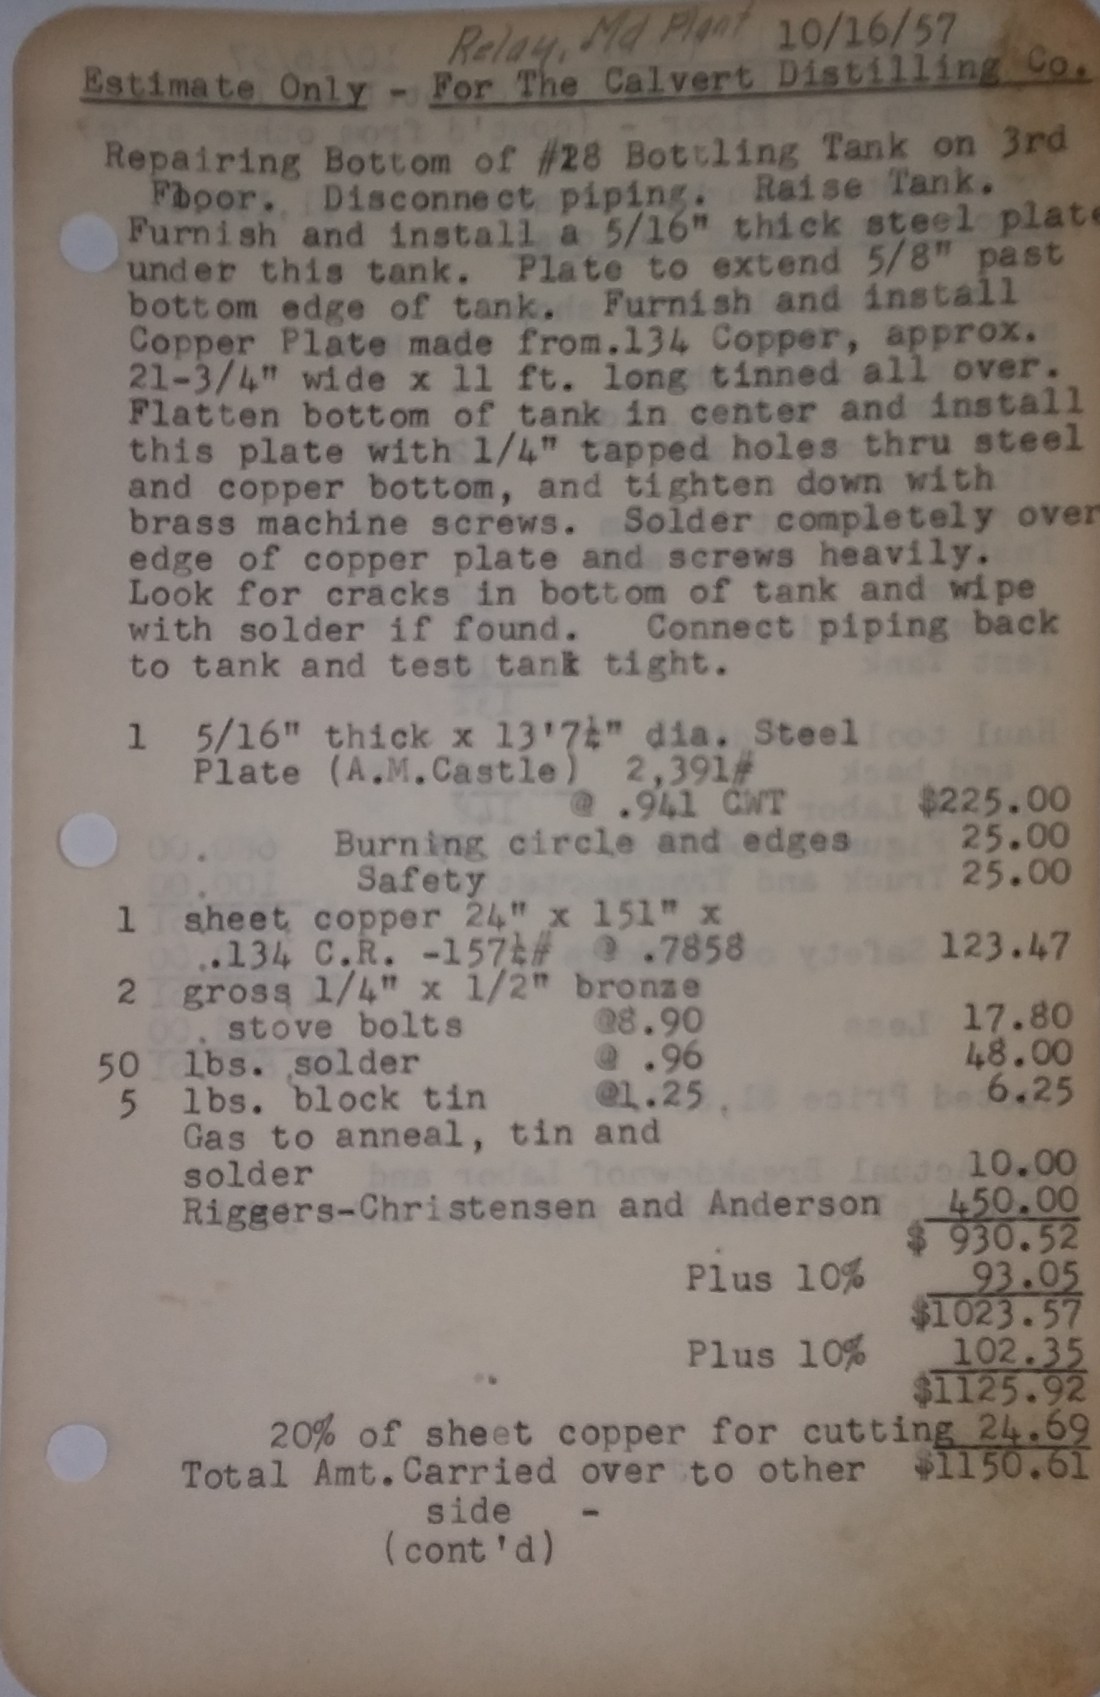 Relay, Md Plant 10/16/57
Estimate Only - For The Calvert Distilling Co.
Repairing Bottom of #28 Bottling Tank on 3rd
Floor. Disconnect piping. Raise Tank.
Furnish and install a 5/16" thick steel plate
under this tank. Plate to extend 5/8" past
bottom edge of tank. Furnish and install
Copper Plate made from .134 Copper, approx.
21-3/4" wide x 11 ft. long tinned all over.
Flatten bottom of tank in center and install
this plate with 1/4" tapped holes thru steel
and copper bottom, and tighten down with
brass machine screws. Solder completely over
edge of copper plate and screws heavily.
Look for cracks in bottom of tank and wipe
with solder if found. Connect piping back
to tank and test tank tight.
1 5/16" thick x 13'7¼" dia. Steel
Plate (A.M.Castle) 2,391#
@ .941 CWT $225.00
Burning circle and edges 25.00
Safety 25.00
1 sheet copper 24" x 151" x
.134 C.R. -157¼# @ .7858 123.47
2 gross 1/4" x 1/2" bronze
stove bolts @8.90 17.80
50 lbs. solder @ .96 48.00
5 lbs. block tin @1.25 6.25
Gas to anneal, tin and
solder 10.00
Riggers-Christensen and Anderson 450.00
$ 930.52
Plus 10% 93.05
$1023.57
Plus 10% 102.35
$1125.92
20% of sheet copper for cutting 24.69
Total Amt. Carried over to other $1150.61
side -
(cont'd)